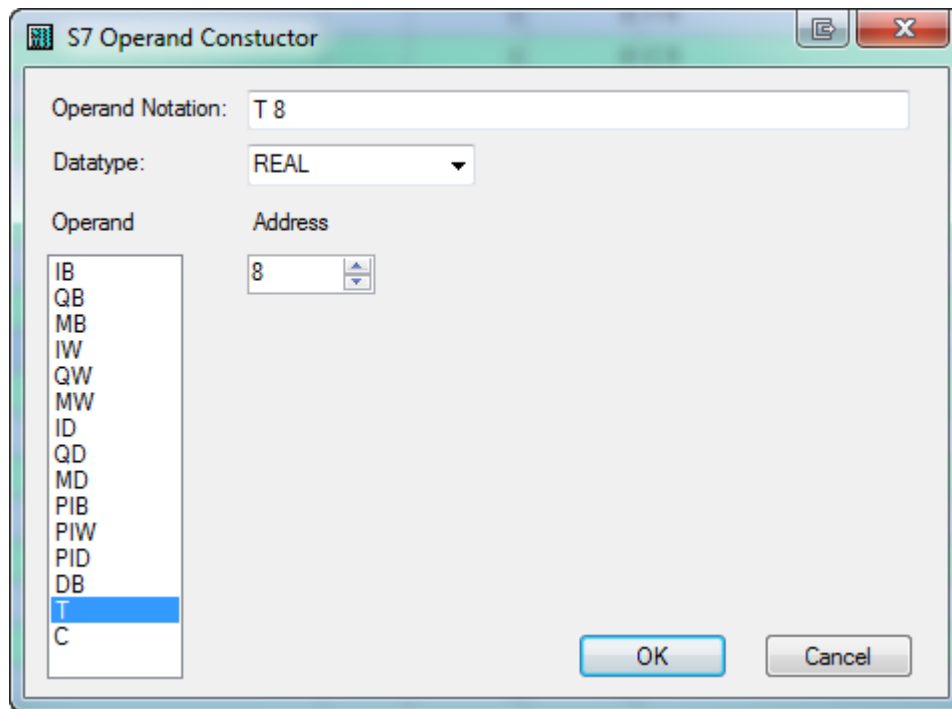 S7 Operand Constuctor
Operand Notation: T 8
Datatype: REAL
Operand Address
IB 8
QB
MB
IW
QW
MW
ID
QD
MD
PIB
PIW
PID
DB
T
C
OK Cancel